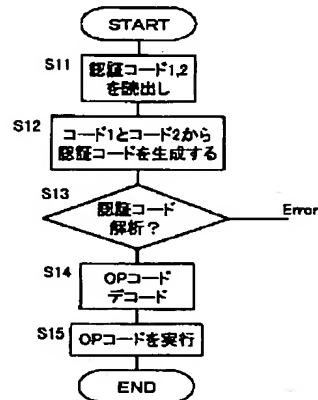 START
S11
認証コード1,2
を読出し
S12
コード1とコード2から
認証コードを生成する
S13
認証コード
解析？
Error
S14
OPコード
デコード
S15
OPコードを実行
END